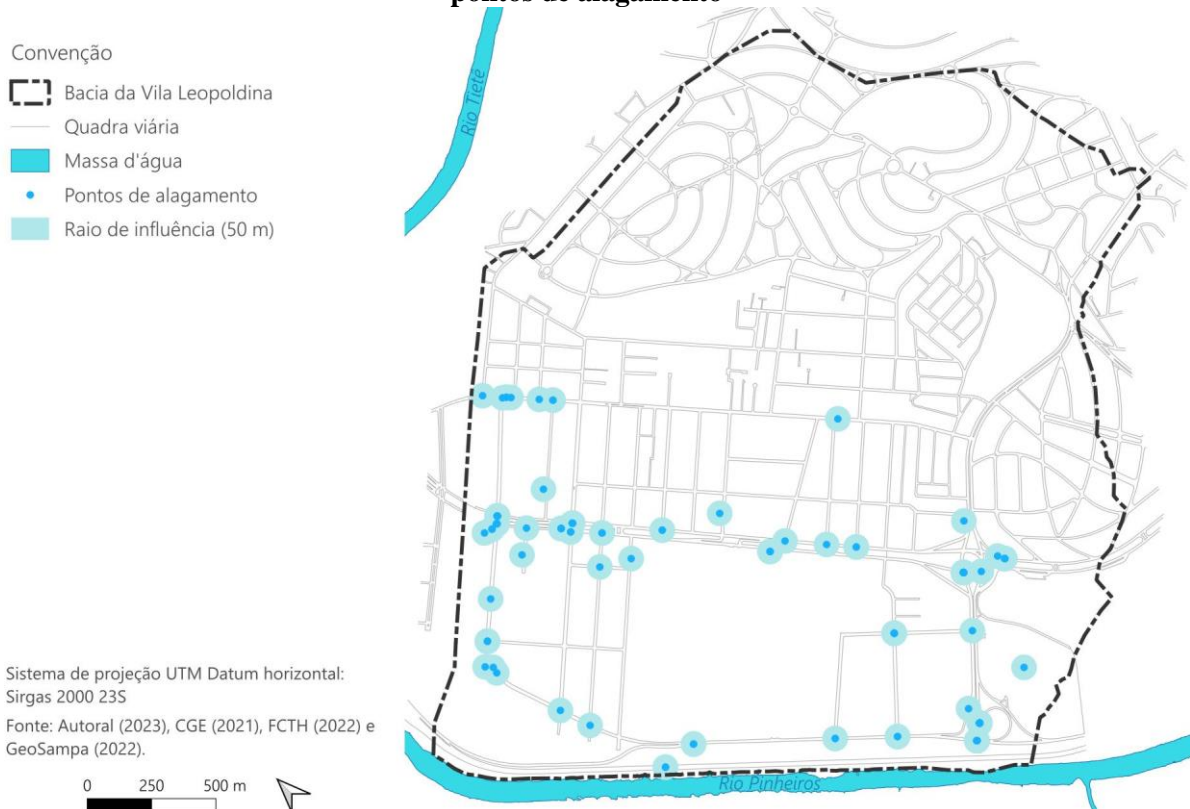 pontos de alagamento
Convenção
Bacia da Vila Leopoldina
Quadra viária
Massa d'água
Pontos de alagamento
Raio de influência (50 m)
Rio Tietê
Sistema de projeção UTM Datum horizontal:
Sirgas 2000 23S
Fonte: Autoral (2023), CGE (2021), FCTH (2022) e
GeoSampa (2022).
0 250 500 m
Rio Pinheiros